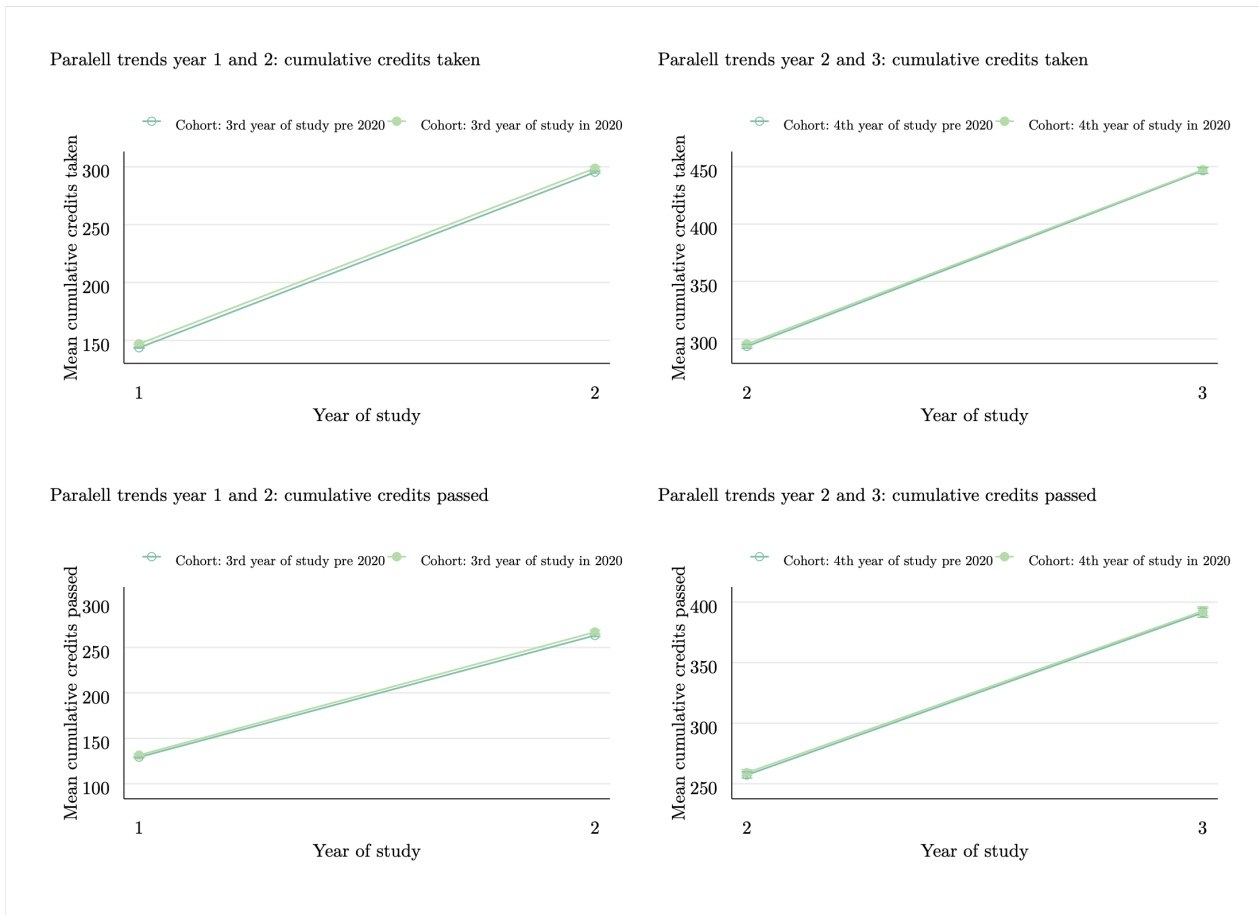 Paralell trends year 1 and 2: cumulative credits taken
Cohort: 3rd year of study pre 2020 Cohort: 3rd year of study in 2020
Mean cumulative credits taken
300
250
200
150
1 2
Year of study
Paralell trends year 2 and 3: cumulative credits taken
Cohort: 4th year of study pre 2020 Cohort: 4th year of study in 2020
Mean cumulative credits taken
450
400
350
300
2 3
Year of study
Paralell trends year 1 and 2: cumulative credits passed
Cohort: 3rd year of study pre 2020 Cohort: 3rd year of study in 2020
Mean cumulative credits passed
300
250
200
150
100
1 2
Year of study
Paralell trends year 2 and 3: cumulative credits passed
Cohort: 4th year of study pre 2020 Cohort: 4th year of study in 2020
Mean cumulative credits passed
400
350
300
250
2 3
Year of study